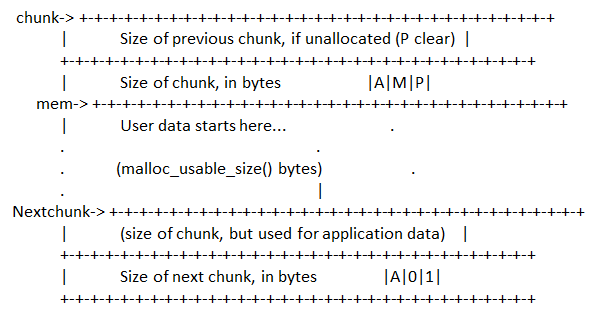 chunk-> +-+-+-+-+-+-+-+-+-+-+-+-+-+-+-+-+-+-+-+-+-+-+-+-+-+-+-+-+-+-+-+
| Size of previous chunk, if unallocated (P clear) |
+-+-+-+-+-+-+-+-+-+-+-+-+-+-+-+-+-+-+-+-+-+-+-+-+-+-+-+-+-+-+-+
| Size of chunk, in bytes |A|M|P|
mem-> +-+-+-+-+-+-+-+-+-+-+-+-+-+-+-+-+-+-+-+-+-+-+-+-+-+-+-+-+-+-+-+
| User data starts here... .
. .
. (malloc_usable_size() bytes) .
. |
Nextchunk-> +-+-+-+-+-+-+-+-+-+-+-+-+-+-+-+-+-+-+-+-+-+-+-+-+-+-+-+-+-+-+-+
| (size of chunk, but used for application data) |
+-+-+-+-+-+-+-+-+-+-+-+-+-+-+-+-+-+-+-+-+-+-+-+-+-+-+-+-+-+-+-+
| Size of next chunk, in bytes |A|0|1|
+-+-+-+-+-+-+-+-+-+-+-+-+-+-+-+-+-+-+-+-+-+-+-+-+-+-+-+-+-+-+-+